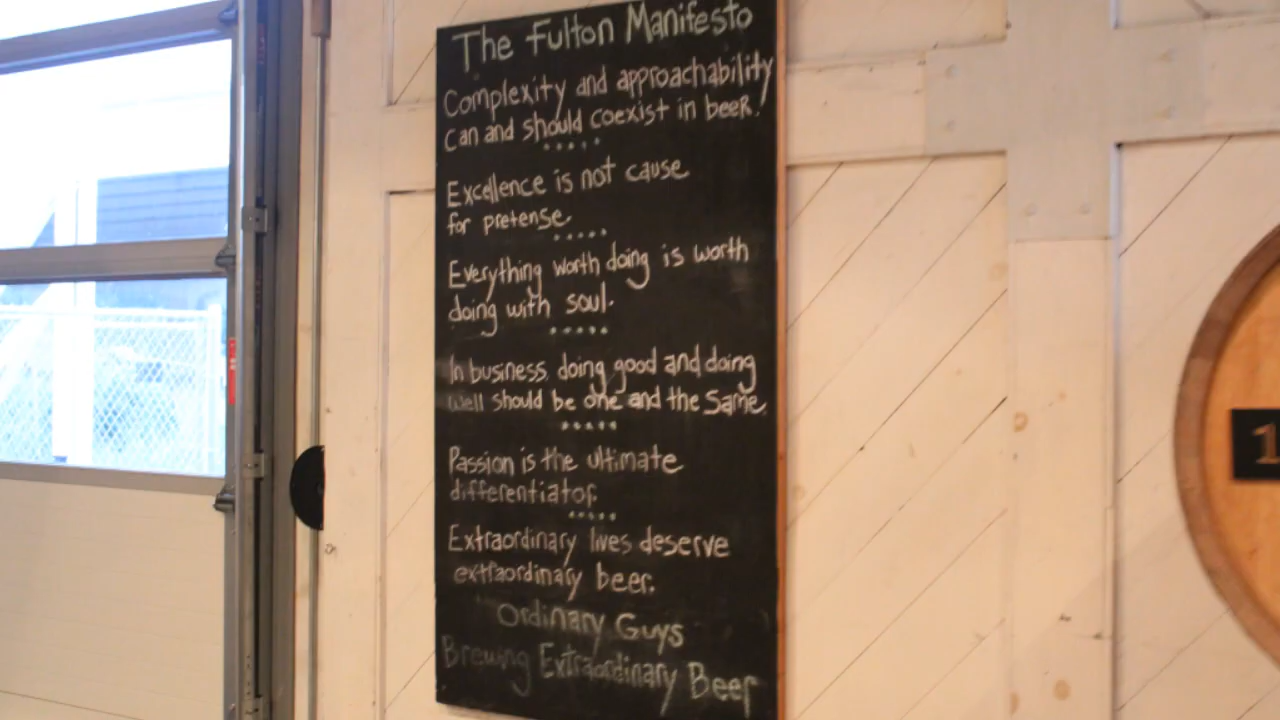 The Fulton Manifesto
Complexity and approachability
can and should coexist in beer!
Excellence is not cause
for pretense.
Everything worth doing is worth
doing with soul.
In business, doing good and doing
well should be one and the same.
Passion is the ultimate
differentiator.
Extraordinary lives deserve
extraordinary beer.
Ordinary Guys
Brewing Extraordinary Beer
1